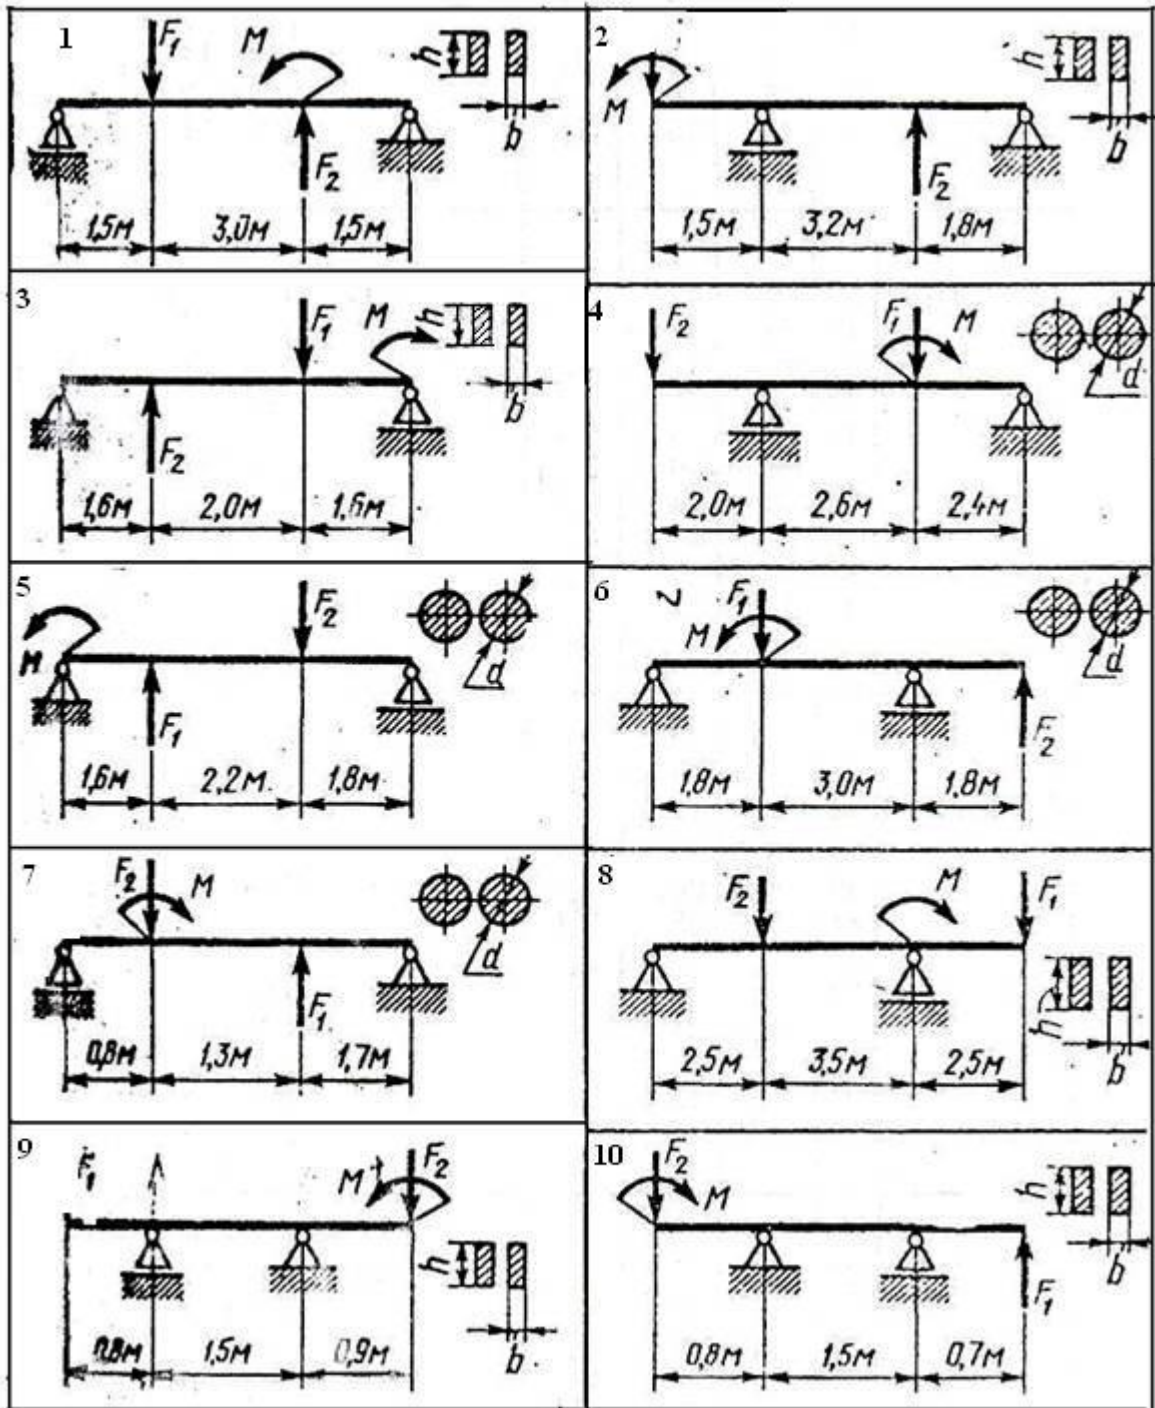 1
F₁
M
h
b
F₂
1,5м 3,0м 1,5м
2
M
h
b
F₂
1,5м 3,2м 1,8м
3
F₁
M
h
b
F₂
1,6м 2,0м 1,6м
4
F₂
F₁
M
d
2,0м 2,6м 2,4м
5
F₂
M
d
F₁
1,6м 2,2м 1,8м
6
F₁
M
d
F₂
1,8м 3,0м 1,8м
7
F₂
M
d
F₁
0,8м 1,3м 1,7м
8
F₂
M
F₁
h
b
2,5м 3,5м 2,5м
9
F₁
M
F₂
h
b
0,8м 1,5м 0,9м
10
F₂
M
h
b
F₁
0,8м 1,5м 0,7м